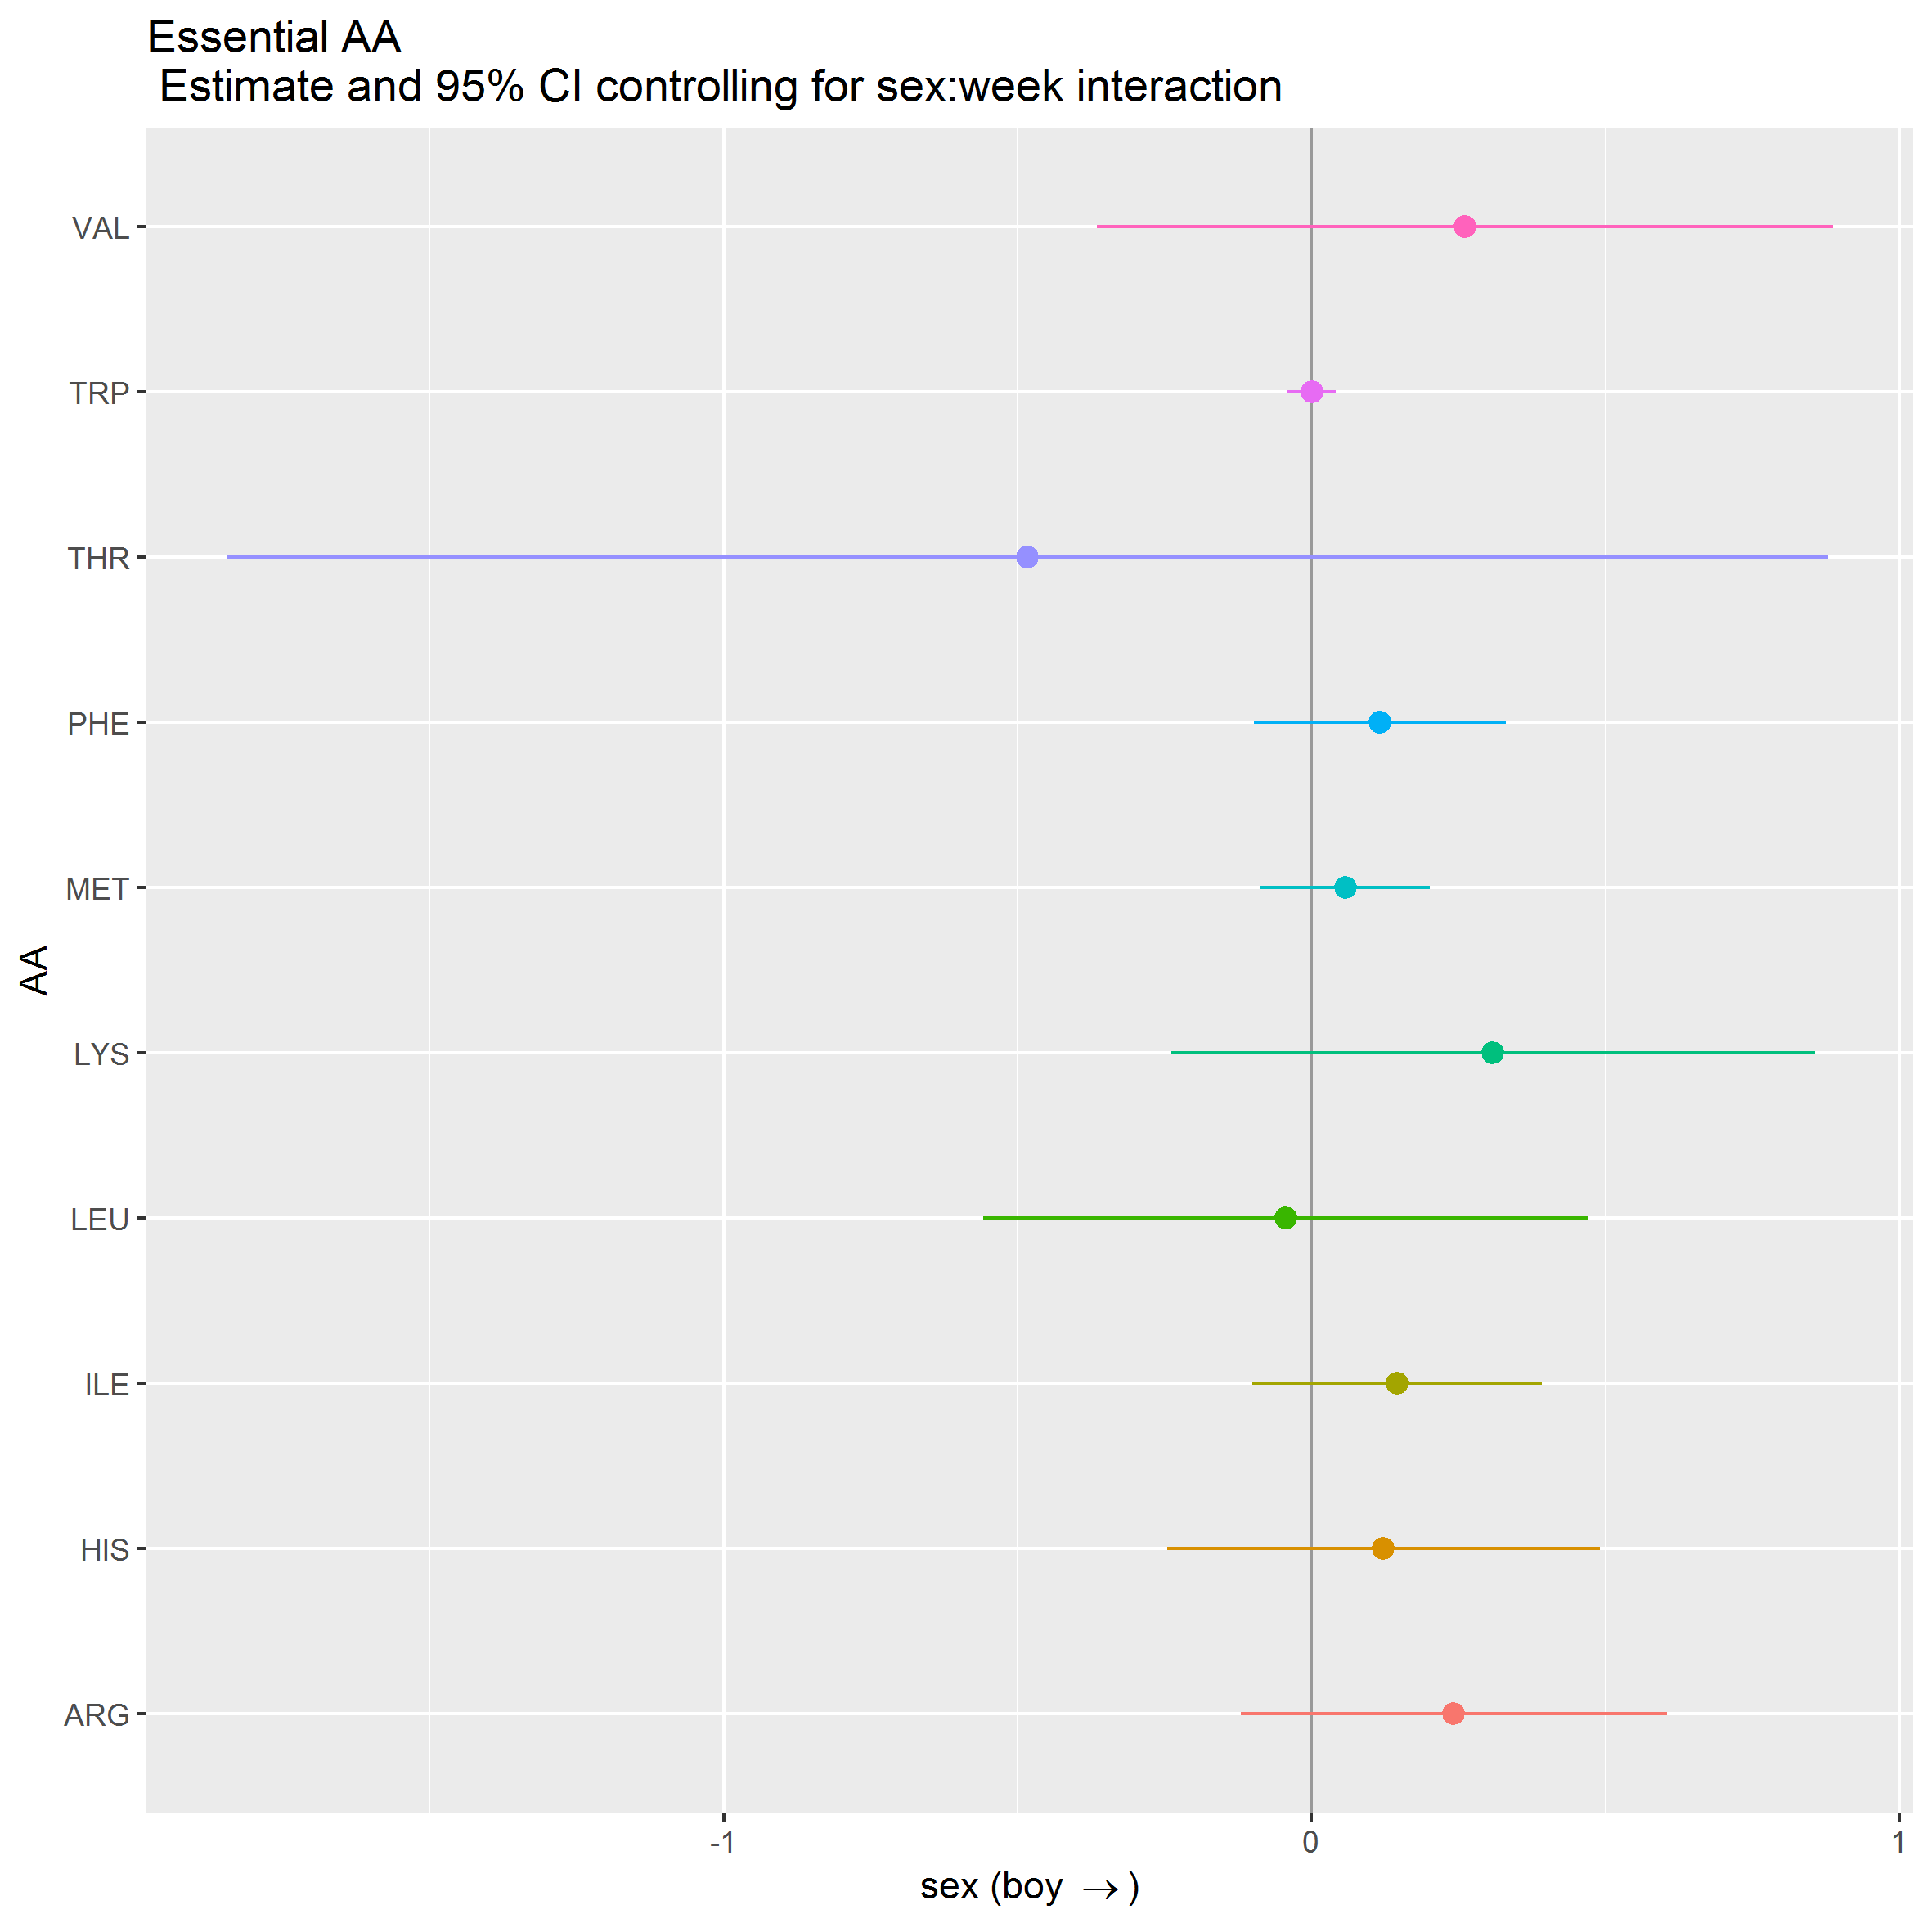 Essential AA
Estimate and 95% CI controlling for sex:week interaction
VAL
TRP
THR
PHE
MET
AA
LYS
LEU
ILE
HIS
ARG
-1 0 1
sex (boy → )